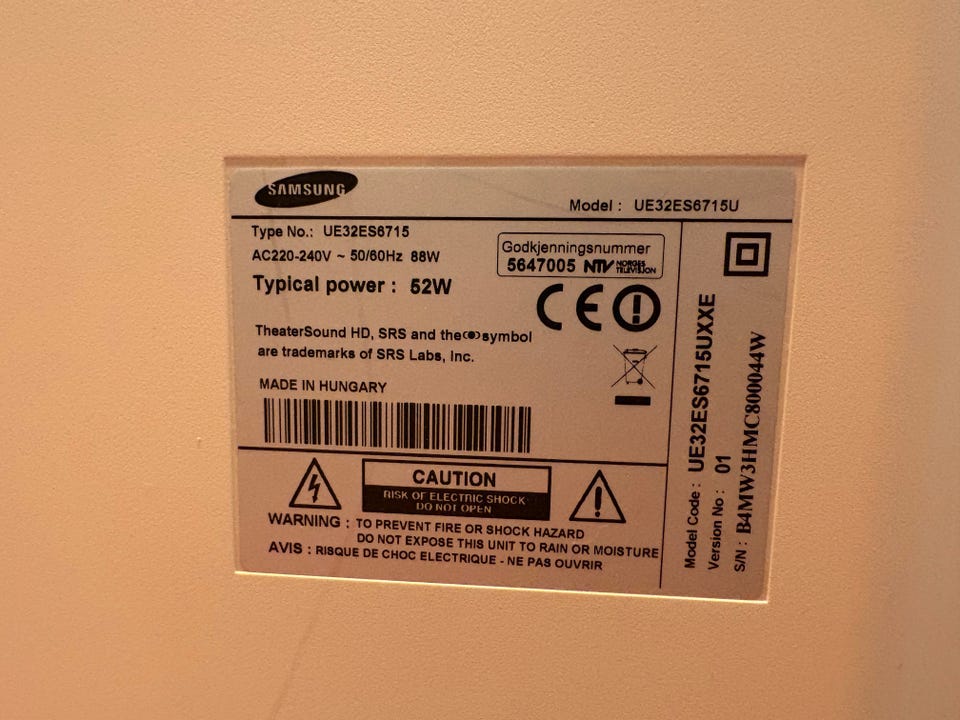 SAMSUNG
Model : UE32ES6715U
Type No.: UE32ES6715
AC220-240V ~ 50/60Hz 88W
Typical power : 52W
Godkjenningsnummer
5647005 NTV NORGES TELEVISJON
CE
TheaterSound HD, SRS and the symbol
are trademarks of SRS Labs, Inc.
MADE IN HUNGARY
CAUTION
RISK OF ELECTRIC SHOCK
DO NOT OPEN
WARNING : TO PREVENT FIRE OR SHOCK HAZARD
DO NOT EXPOSE THIS UNIT TO RAIN OR MOISTURE
AVIS : RISQUE DE CHOC ELECTRIQUE - NE PAS OUVRIR
Model Code : UE32ES6715UXXE
Version No : 01
S/N : B4MW3HMC800044W